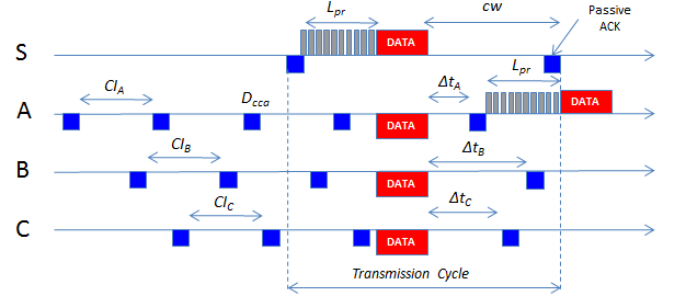 L_pr
cw
Passive
ACK
S
DATA
CI_A
D_cca
Δt_A
L_pr
A
DATA
DATA
CI_B
Δt_B
B
DATA
CI_C
Δt_C
C
DATA
Transmission Cycle